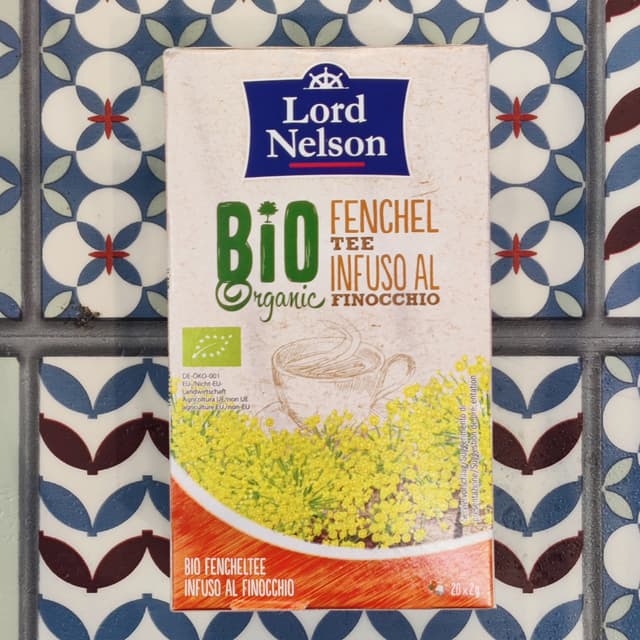 Lord
Nelson
BiO
Organic
FENCHEL
TEE
INFUSO AL
FINOCCHIO
DE-ÖKO-001
EU-/Nicht-EU-
Landwirtschaft
Agricoltura UE/non UE
agriculture EU/non-EU
BIO FENCHELTEE
INFUSO AL FINOCCHIO
20 x 2g